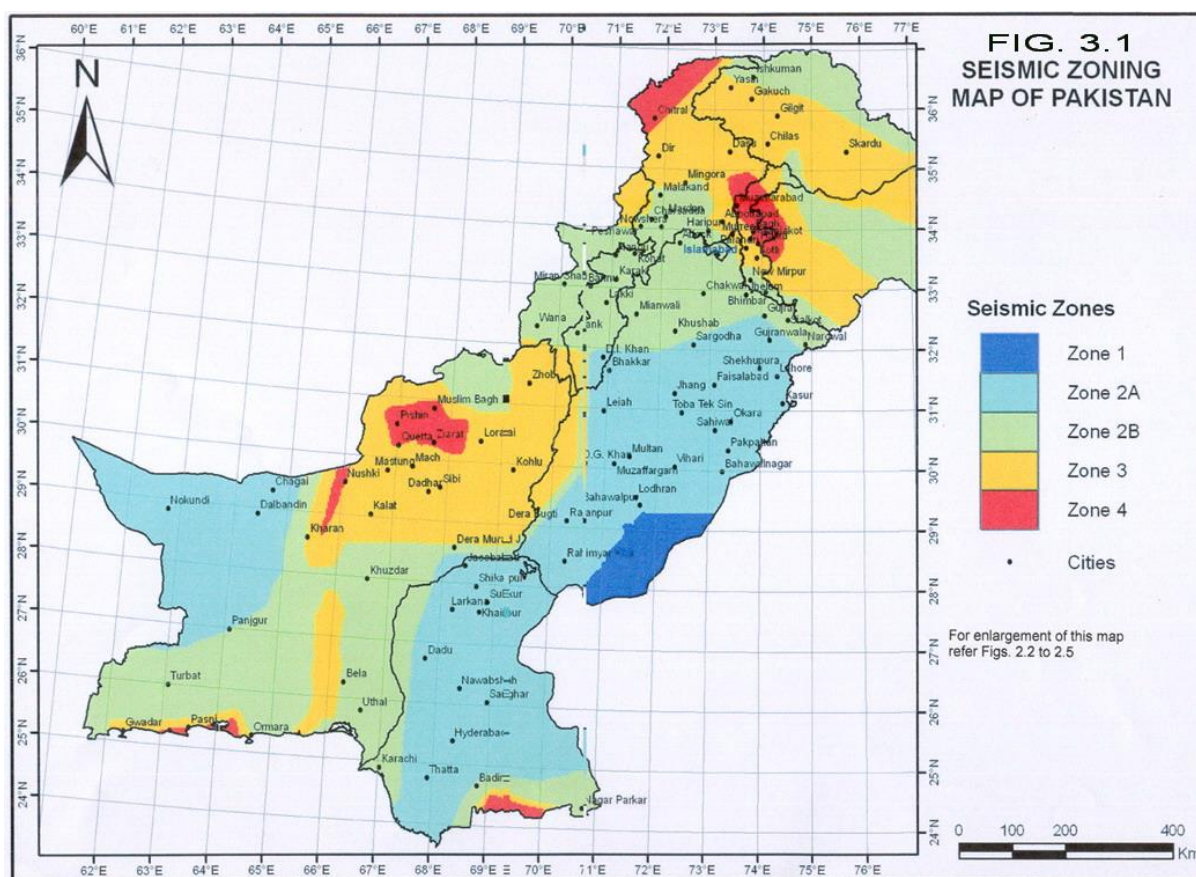 60°E 61°E 62°E 63°E 64°E 65°E 66°E 67°E 68°E 69°E 70°E 71°E 72°E 73°E 74°E 75°E 76°E 77°E
36°N
35°N
34°N
33°N
32°N
31°N
30°N
29°N
28°N
27°N
26°N
25°N
24°N
N
FIG. 3.1
SEISMIC ZONING
MAP OF PAKISTAN
Ishkuman
Yasin
Gakuch
Gilgit
Chitral
Chilas
Dir
Skardu
Mingora
Malakand
Mardan
Charsadda
Nowshera
Haripur
Islamabad
Kohat
Karak
New Mirpur
Miran Shah
Lakki
Mianwali
Chakwal
Bhimbar
Wana
Khushab
Gujranwala
Narowal
Sargodha
D.I. Khan
Bhakkar
Shekhupura
Lahore
Zhob
Faisalabad
Jhang
Kasur
Muslim Bagh
Leiah
Toba Tek Sin
Okara
Pishin
Sahiwal
Quetta
Ziarat
Loralai
Multan
Pakpattan
Mastung
Mach
Kohlu
D.G. Khan
Vihari
Bahawalnagar
Nushki
Sibi
Muzaffargarh
Chagai
Dadhar
Lodhran
Nokundi
Dalbandin
Kalat
Bahawalpur
Dera Bugti
Rajanpur
Kharan
Khuzdar
Shikarpur
Sukkur
Larkana
Khairpur
Panjgur
Dadu
Turbat
Bela
Nawabshah
Sanghar
Uthal
Gwadar
Pasni
Ormara
Hyderabad
Karachi
Thatta
Badin
Nagar Parkar
36°N
35°N
34°N
33°N
32°N
31°N
30°N
29°N
28°N
27°N
26°N
25°N
24°N
62°E 63°E 64°E 65°E 66°E 67°E 68°E 69°E 70°E 71°E 72°E 73°E 74°E 75°E 76°E
Seismic Zones
Zone 1
Zone 2A
Zone 2B
Zone 3
Zone 4
Cities
For enlargement of this map
refer Figs. 2.2 to 2.5
0 100 200 400
Km